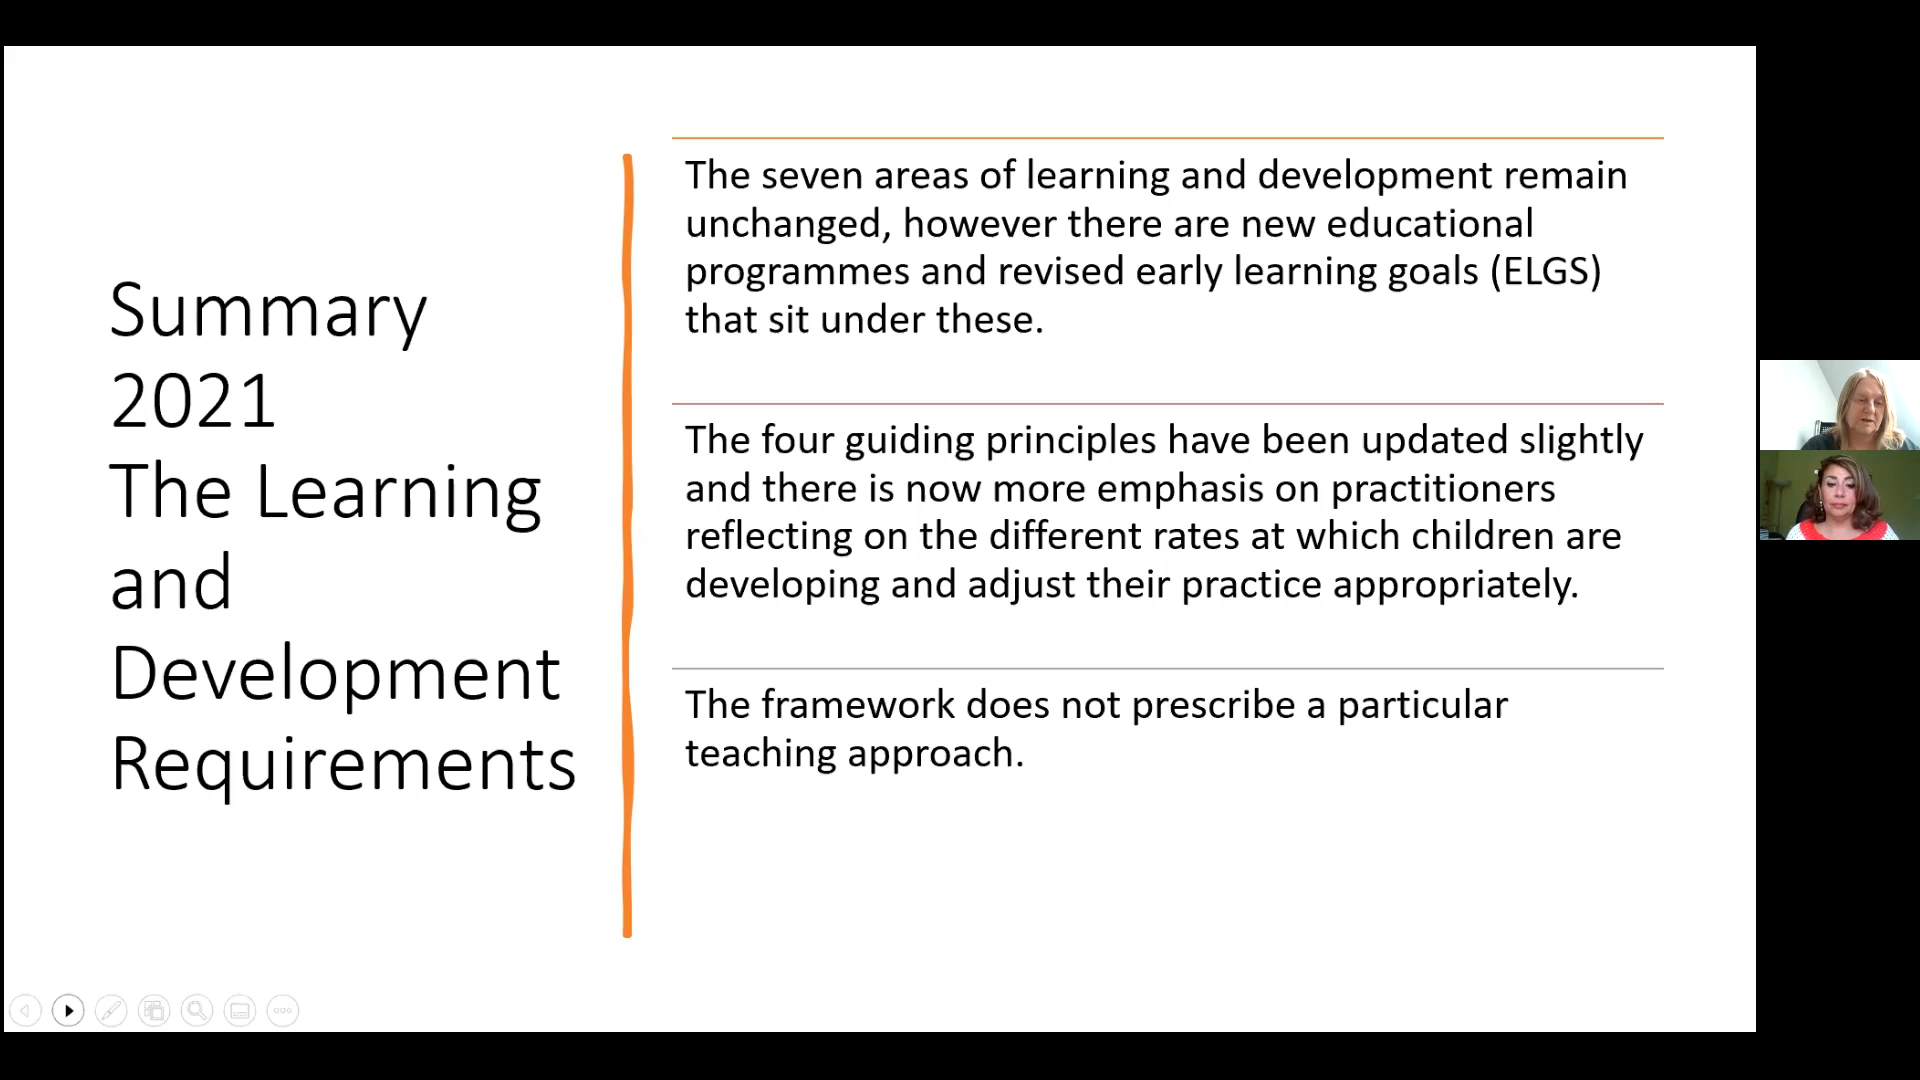 Summary
2021
The Learning
and
Development
Requirements
The seven areas of learning and development remain
unchanged, however there are new educational
programmes and revised early learning goals (ELGS)
that sit under these.
The four guiding principles have been updated slightly
and there is now more emphasis on practitioners
reflecting on the different rates at which children are
developing and adjust their practice appropriately.
The framework does not prescribe a particular
teaching approach.